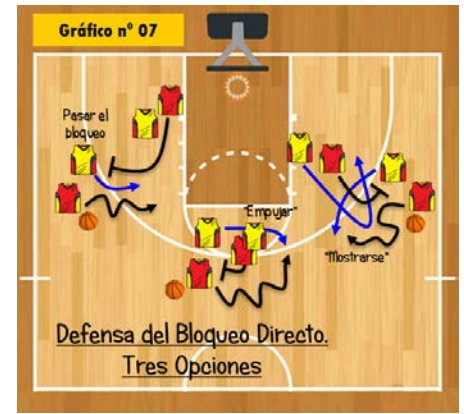 Gráfico nº 07
Pasar el
bloqueo
"Empujar"
"Mostrarse"
Defensa del Bloqueo Directo.
Tres Opciones